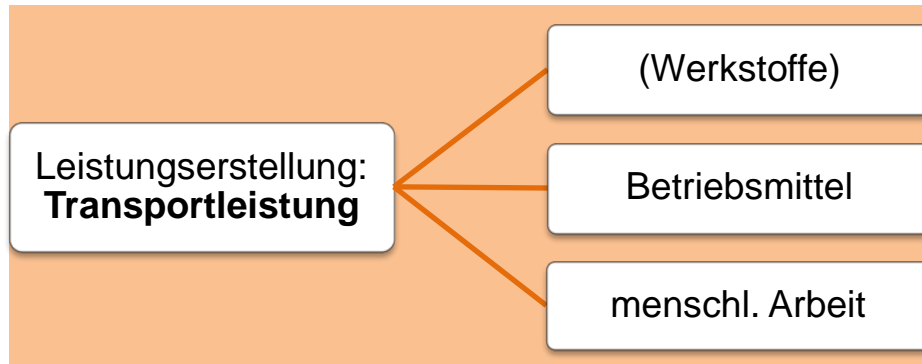 Leistungserstellung:
Transportleistung
(Werkstoffe)
Betriebsmittel
menschl. Arbeit